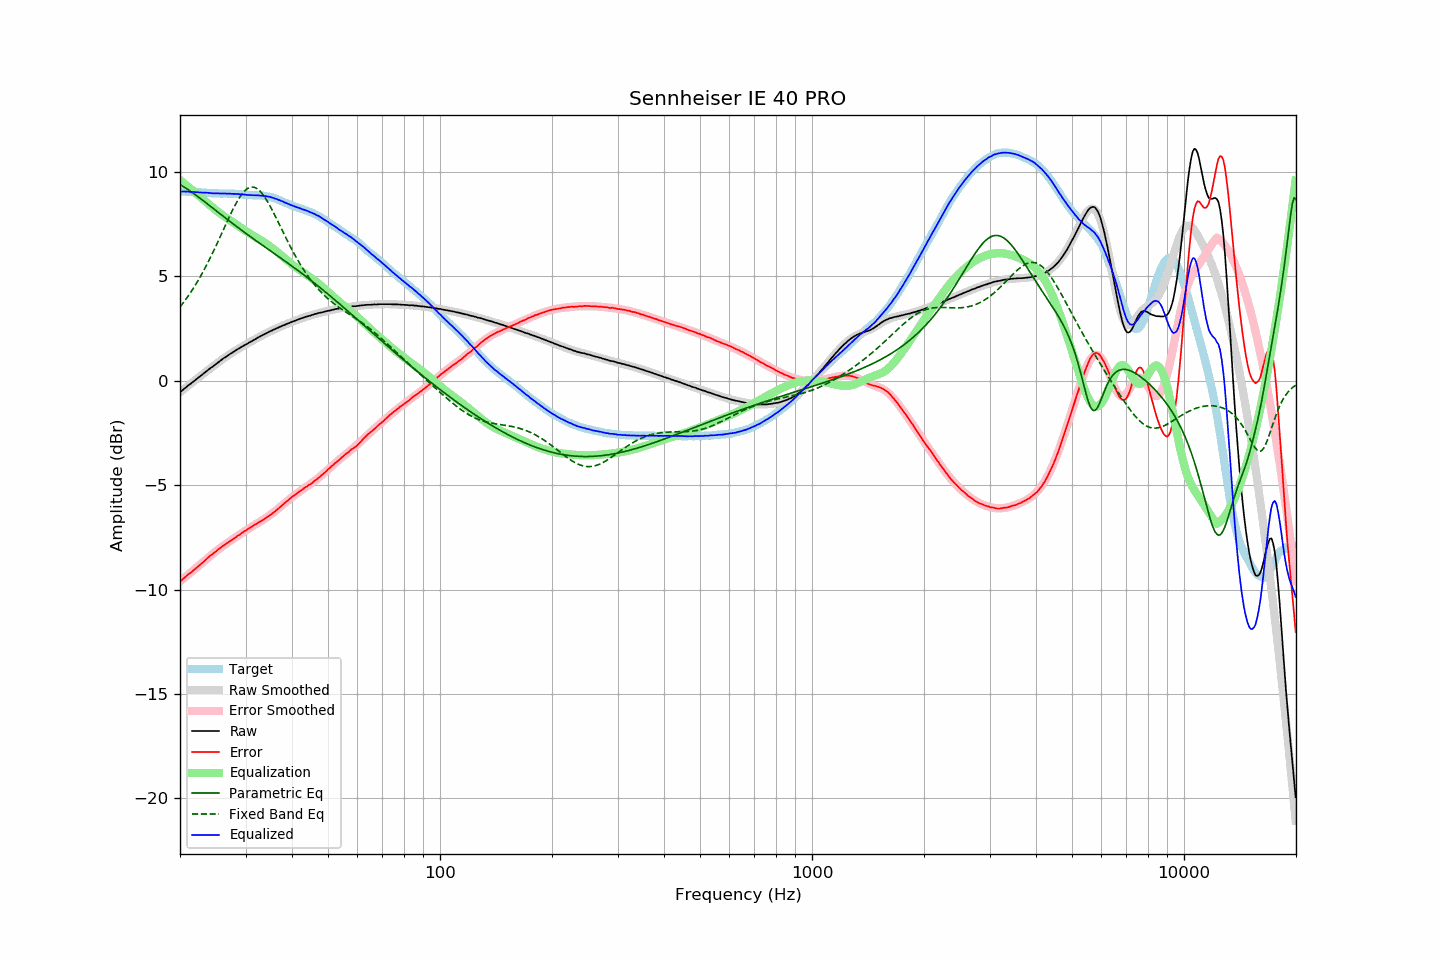 Sennheiser IE 40 PRO
10
5
0
−5
−10
−15
−20
Amplitude (dBr)
Target
Raw Smoothed
Error Smoothed
Raw
Error
Equalization
Parametric Eq
Fixed Band Eq
Equalized
100
1000
10000
Frequency (Hz)